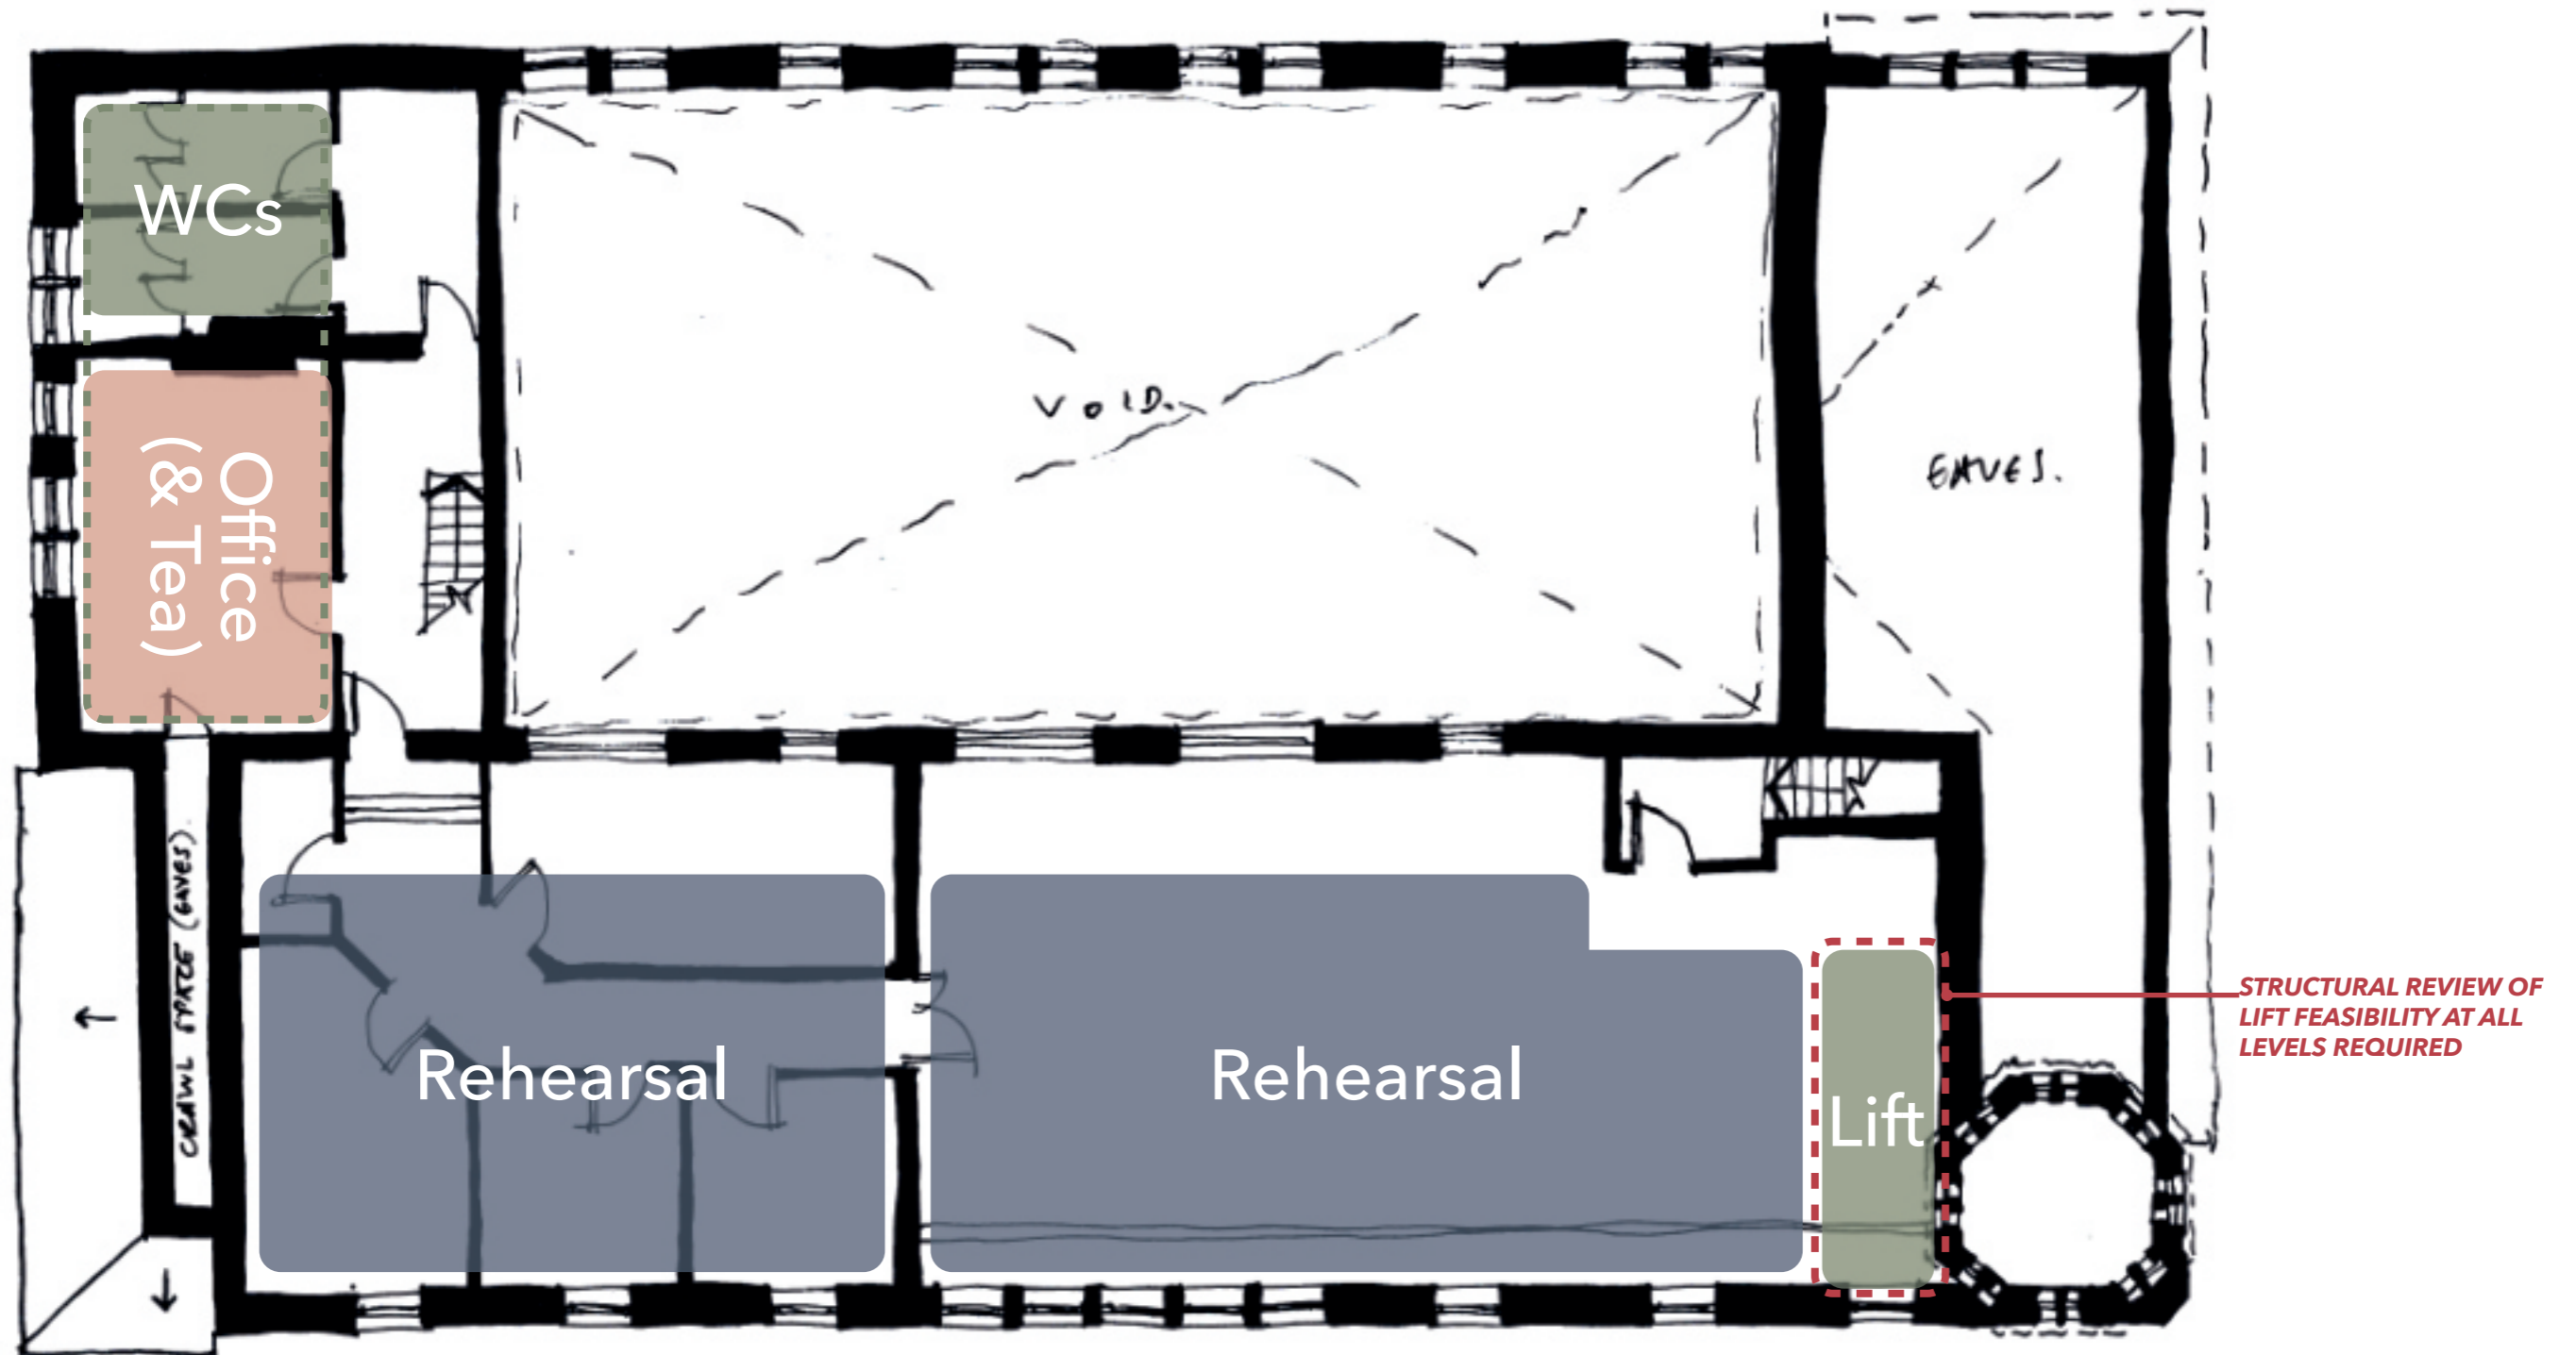 WCs
VOID.
EAVES.
Office
(& Tea)
CRAWL SPACE (EAVES).
STRUCTURAL REVIEW OF
LIFT FEASIBILITY AT ALL
LEVELS REQUIRED
Rehearsal
Rehearsal
Lift